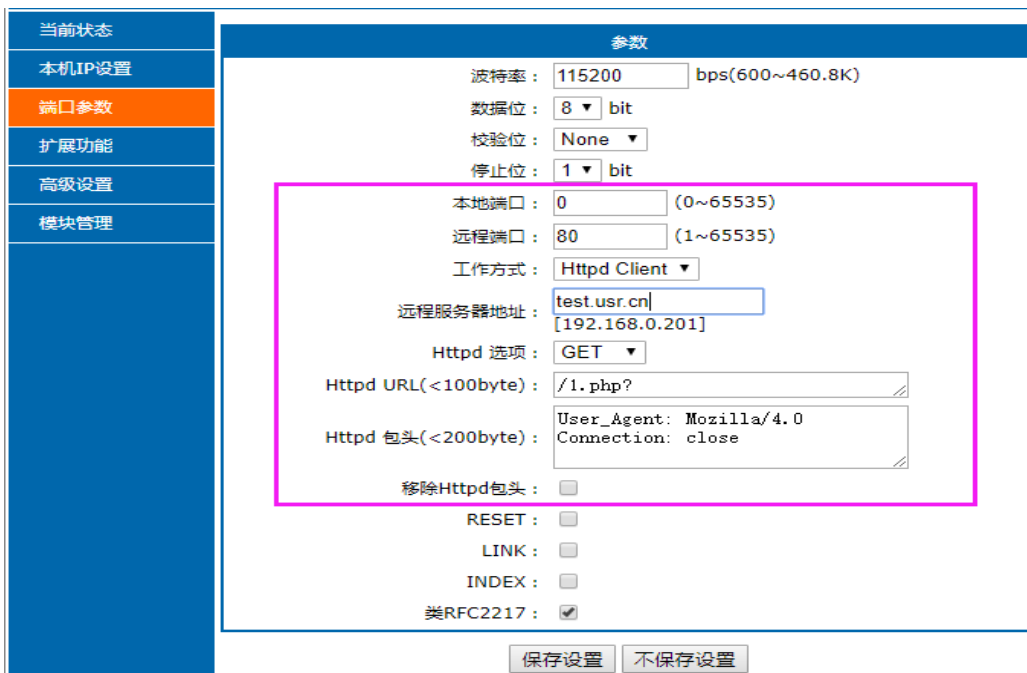 当前状态
本机IP设置
端口参数
扩展功能
高级设置
模块管理
参数
波特率： 115200 bps(600~460.8K)
数据位： 8 bit
校验位： None
停止位： 1 bit
本地端口： 0 (0~65535)
远程端口： 80 (1~65535)
工作方式： Httpd Client
远程服务器地址： test.usr.cn
[192.168.0.201]
Httpd 选项： GET
Httpd URL(<100byte)： /1.php?
Httpd 包头(<200byte)： User_Agent: Mozilla/4.0
Connection: close
移除Httpd包头：
RESET：
LINK：
INDEX：
类RFC2217：
保存设置 不保存设置